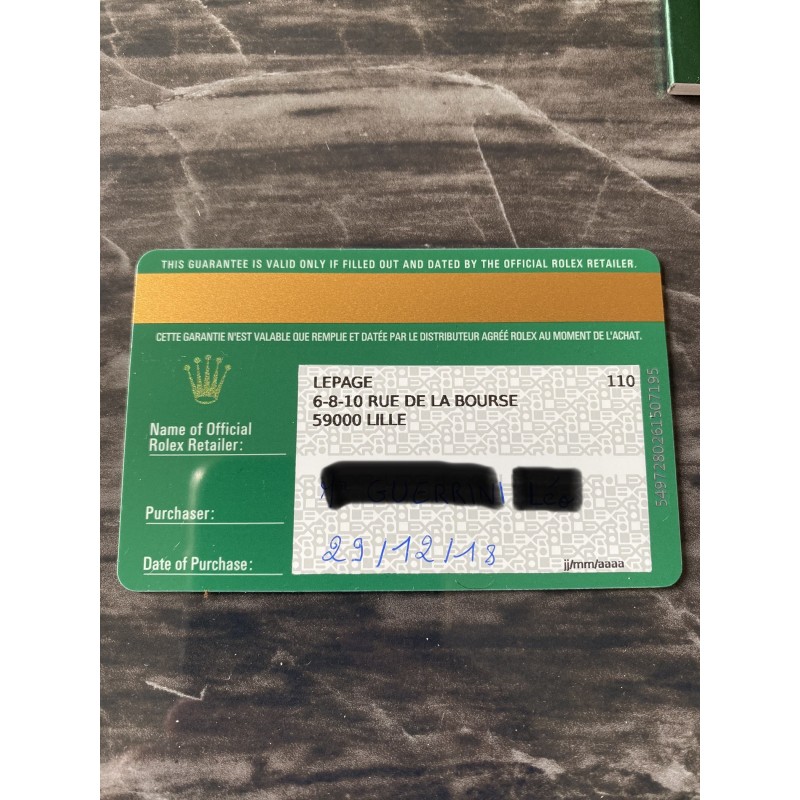 THIS GUARANTEE IS VALID ONLY IF FILLED OUT AND DATED BY THE OFFICIAL ROLEX RETAILER.
CETTE GARANTIE N'EST VALABLE QUE REMPLIE ET DATÉE PAR LE DISTRIBUTEUR AGRÉÉ ROLEX AU MOMENT DE L'ACHAT.
LEPAGE 110
6-8-10 RUE DE LA BOURSE
59000 LILLE
Name of Official
Rolex Retailer:
Purchaser:
Date of Purchase: 29/12/18 jj/mm/aaaa
5497280261507195